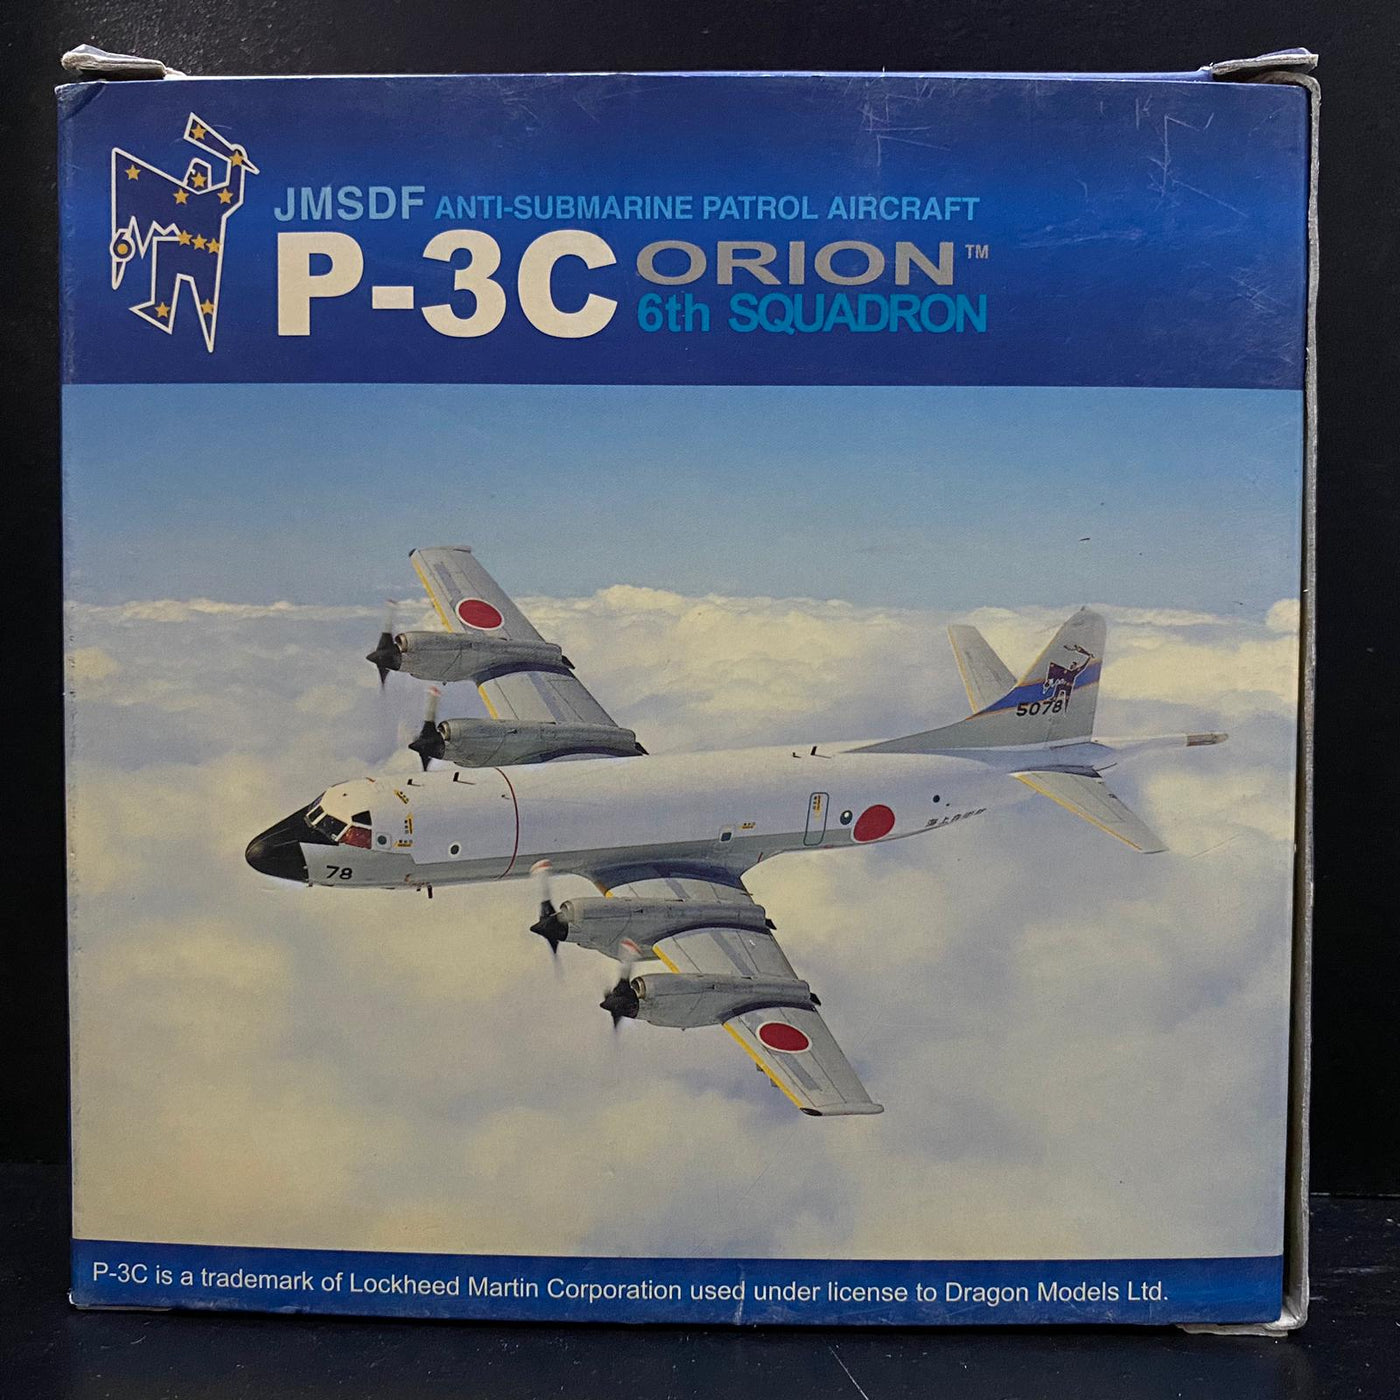 JMSDF ANTI-SUBMARINE PATROL AIRCRAFT
P-3C ORION™
6th SQUADRON
5078
78
P-3C is a trademark of Lockheed Martin Corporation used under license to Dragon Models Ltd.